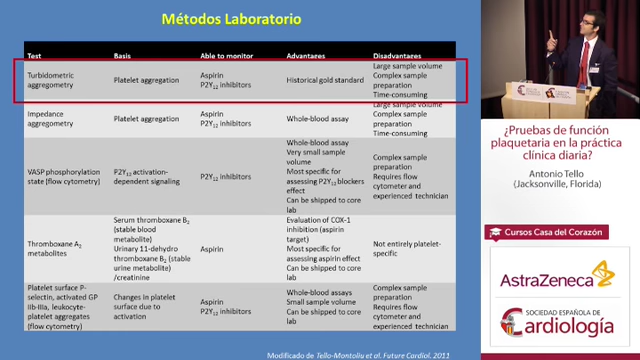 Métodos Laboratorio
Test Basis Able to monitor Advantares Disadvantares
Turbidometric aggregometry
Platelet aggregation
Aspirin
P2Y12 inhibitors
Historical gold standard
Large sample volume
Complex sample preparation
Time-consuming
Impedance aggregometry
Platelet aggregation
Aspirin
P2Y12 inhibitors
Whole-blood assay
Large sample volume
Complex sample preparation
Time-consuming
VASP phosphorylation state (flow cytometry)
P2Y12 activation-dependent signaling
P2Y12 inhibitors
Whole-blood assay
Very small sample volume
Most specific for assessing P2Y12 blockers effect
Can be shipped to core lab
Complex sample preparation
Requires flow cytometer and experienced technician
Thromboxane A2 metabolites
Serum thromboxane B2 (stable blood metabolite)
Urinary 11-dehydro thromboxane B2 (stable urine metabolite) /creatinine
Aspirin
Evaluation of COX-1 inhibition (aspirin target)
Most specific for assessing aspirin effect
Can be shipped to core lab
Not entirely platelet-specific
Platelet surface P-selectin, activated GP IIb-IIIa, leukocyte-platelet aggregates (flow cytometry)
Changes in platelet surface due to activation
Aspirin
P2Y12 inhibitors
Whole-blood assays
Small sample volume
Can be shipped to core lab
Complex sample preparation
Requires flow cytometer and experienced technician
Modificado de Tello-Montoliu et al. Future Cardiol. 2011
¿Pruebas de función
plaquetaria en la práctica
clínica diaria?
Antonio Tello
(Jacksonville, Florida)
Cursos Casa del Corazón
AstraZeneca
SOCIEDAD ESPAÑOLA DE
Cardiología